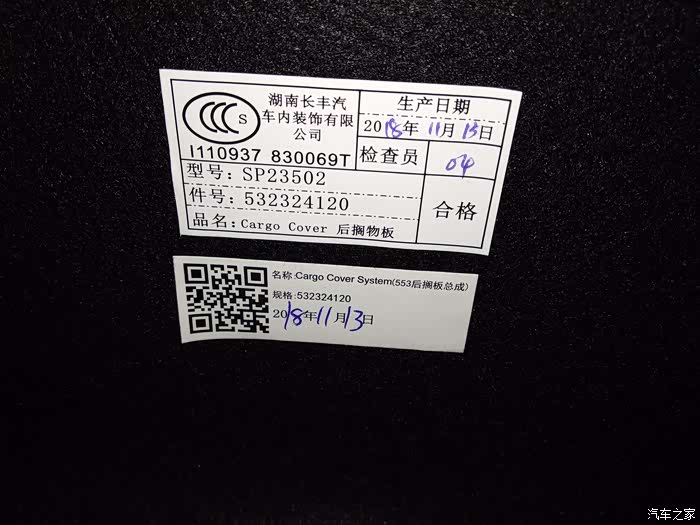 S
湖南长丰汽
车内装饰有限
公司
I110937 830069T
生产日期
2018年 11月 13日
检查员 04
型号: SP23502
件号: 532324120
品名: Cargo Cover 后搁物板
合格
名称:Cargo Cover System(553后搁板总成)
规格:532324120
2018年11月13日
汽车之家